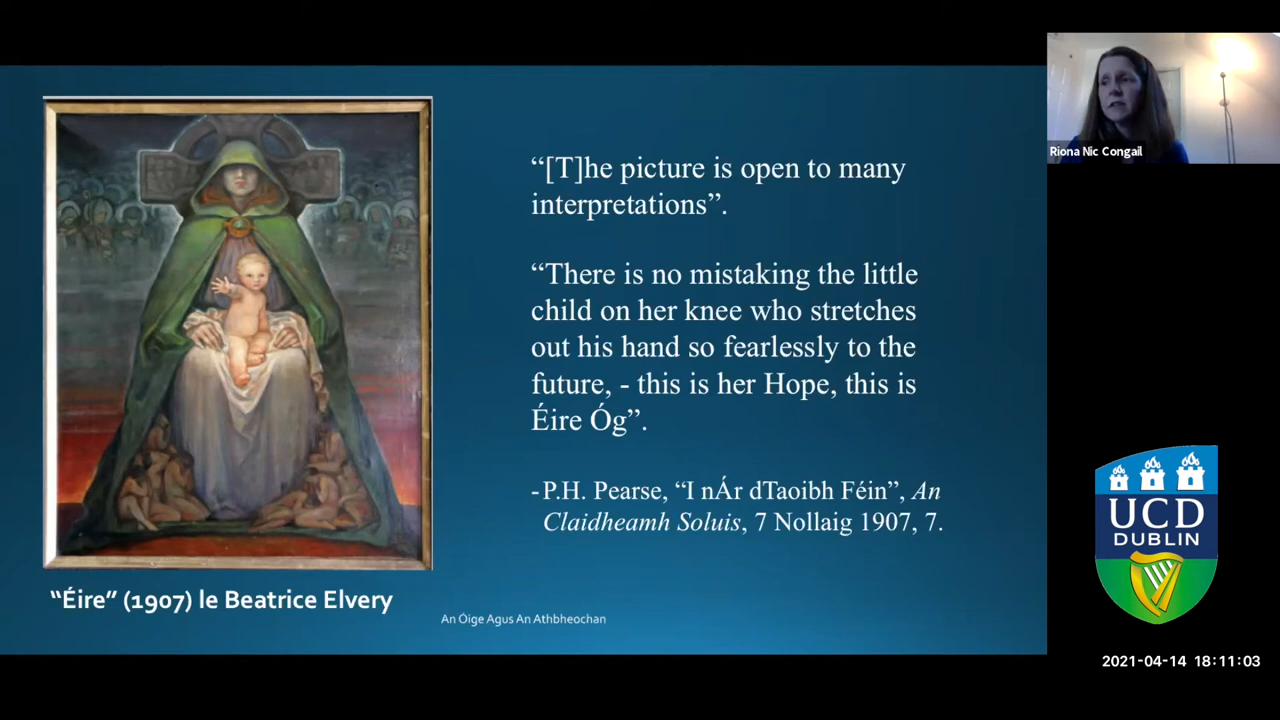 “[T]he picture is open to many
interpretations”.
“There is no mistaking the little
child on her knee who stretches
out his hand so fearlessly to the
future, - this is her Hope, this is
Éire Óg”.
- P.H. Pearse, “I nÁr dTaoibh Féin”, An
Claidheamh Soluis, 7 Nollaig 1907, 7.
“Éire” (1907) le Beatrice Elvery
An Óige Agus An Athbheochan
Ríona Nic Congail
UCD
DUBLIN
2021-04-14 18:11:03